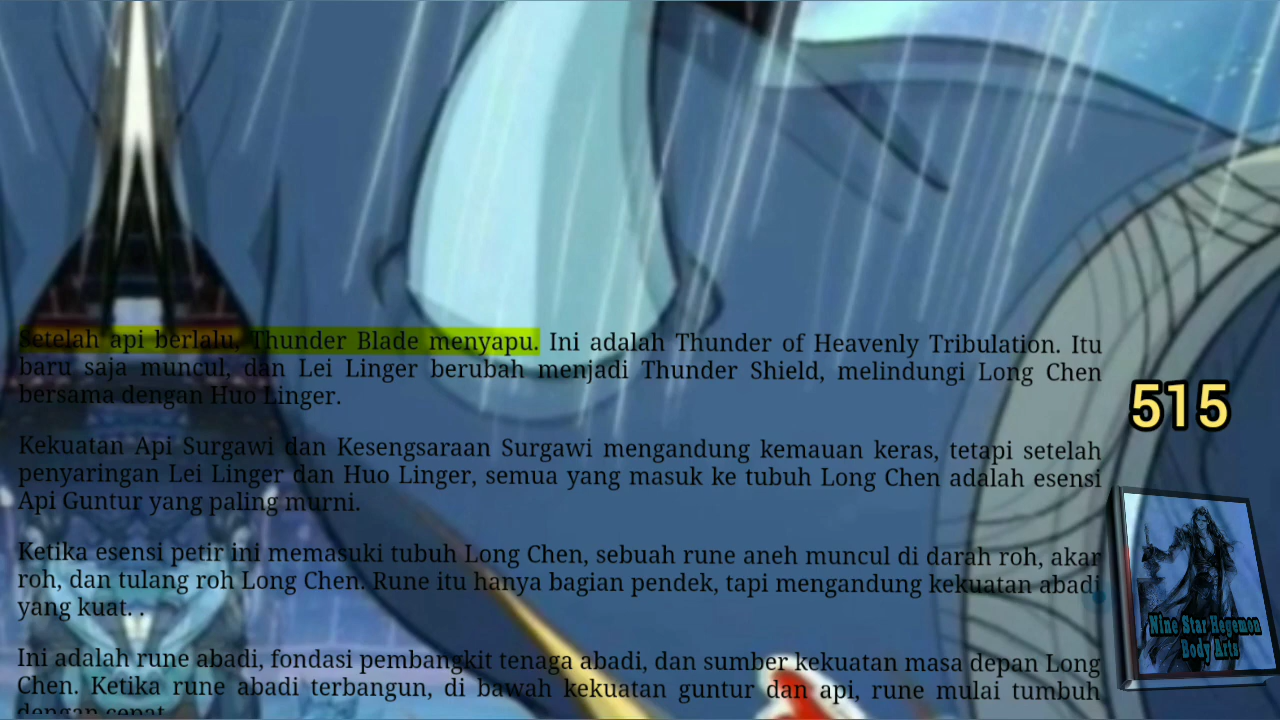 Setelah api berlalu, Thunder Blade menyapu. Ini adalah Thunder of Heavenly Tribulation. Itu
baru saja muncul, dan Lei Linger berubah menjadi Thunder Shield, melindungi Long Chen
bersama dengan Huo Linger.
Kekuatan Api Surgawi dan Kesengsaraan Surgawi mengandung kemauan keras, tetapi setelah
penyaringan Lei Linger dan Huo Linger, semua yang masuk ke tubuh Long Chen adalah esensi
Api Guntur yang paling murni.
Ketika esensi petir ini memasuki tubuh Long Chen, sebuah rune aneh muncul di darah roh, akar
roh, dan tulang roh Long Chen. Rune itu hanya bagian pendek, tapi mengandung kekuatan abadi
yang kuat. .
Ini adalah rune abadi, fondasi pembangkit tenaga abadi, dan sumber kekuatan masa depan Long
Chen. Ketika rune abadi terbangun, di bawah kekuatan guntur dan api, rune mulai tumbuh
dengan cepat.
515
Nine Star Hegemon
Body Arts